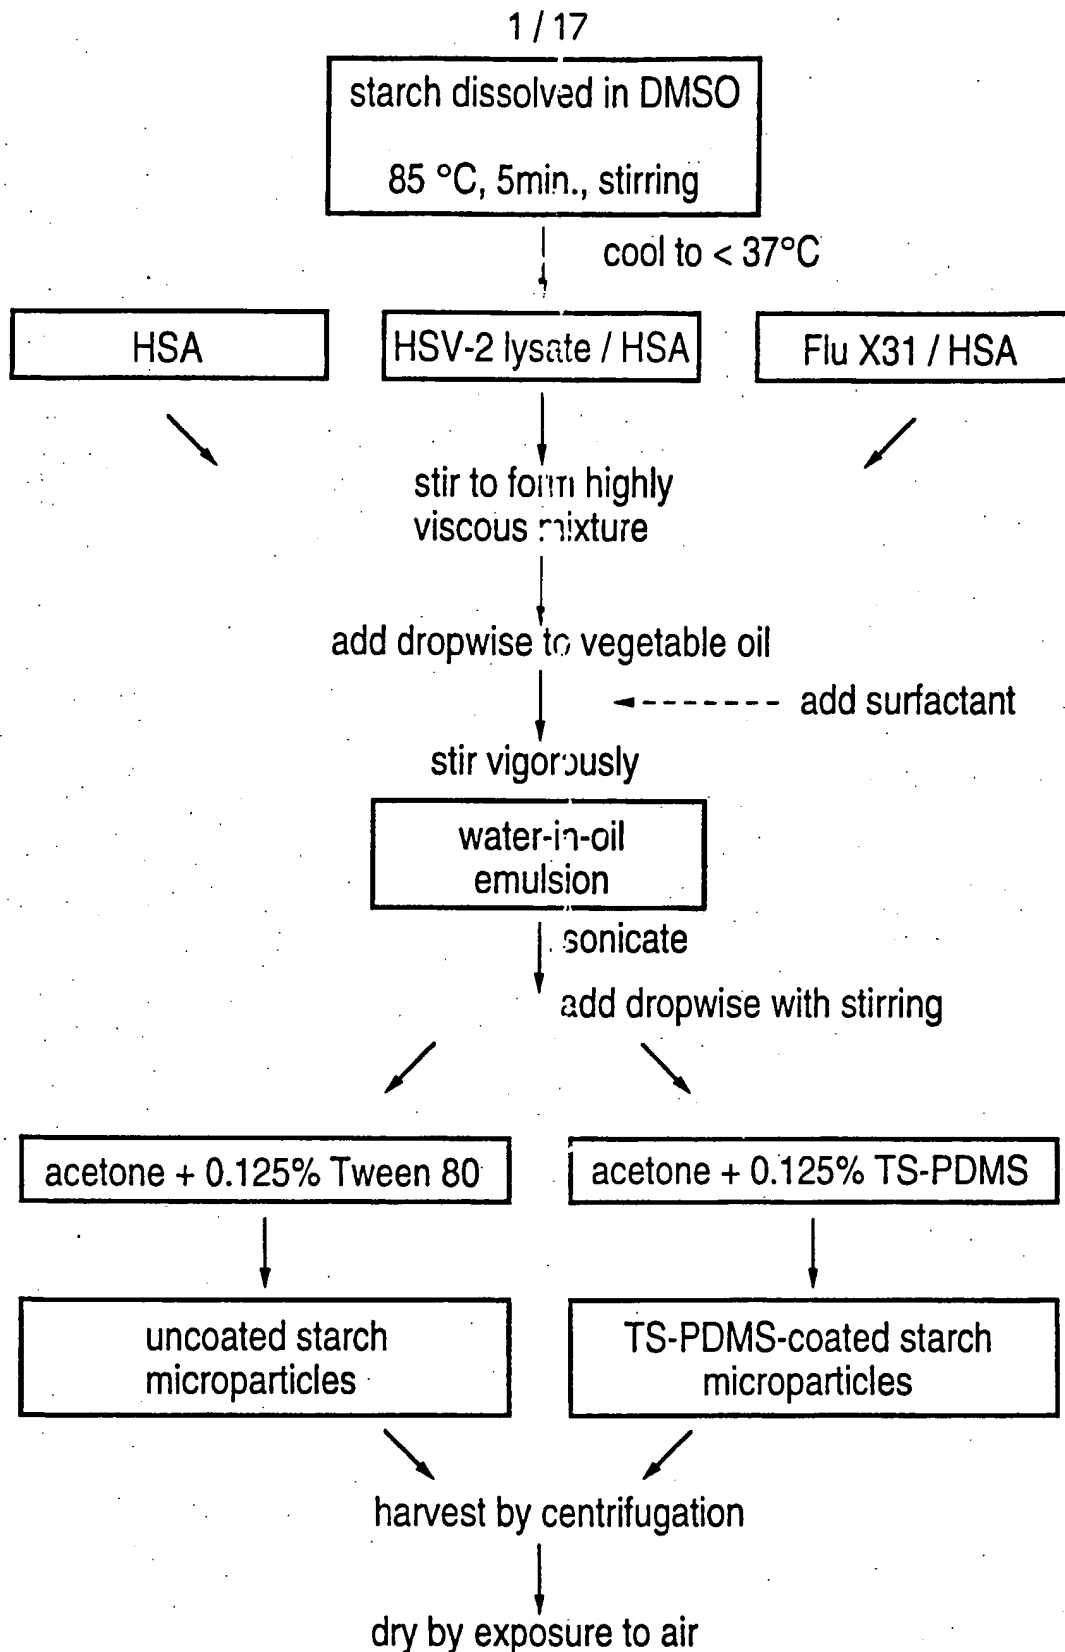 1 / 17
starch dissolved in DMSO
85 °C, 5min., stirring
cool to < 37°C
HSA
HSV-2 lysate / HSA
Flu X31 / HSA
stir to form highly
viscous mixture
add dropwise to vegetable oil
add surfactant
stir vigorously
water-in-oil
emulsion
sonicate
add dropwise with stirring
acetone + 0.125% Tween 80
acetone + 0.125% TS-PDMS
uncoated starch
microparticles
TS-PDMS-coated starch
microparticles
harvest by centrifugation
dry by exposure to air